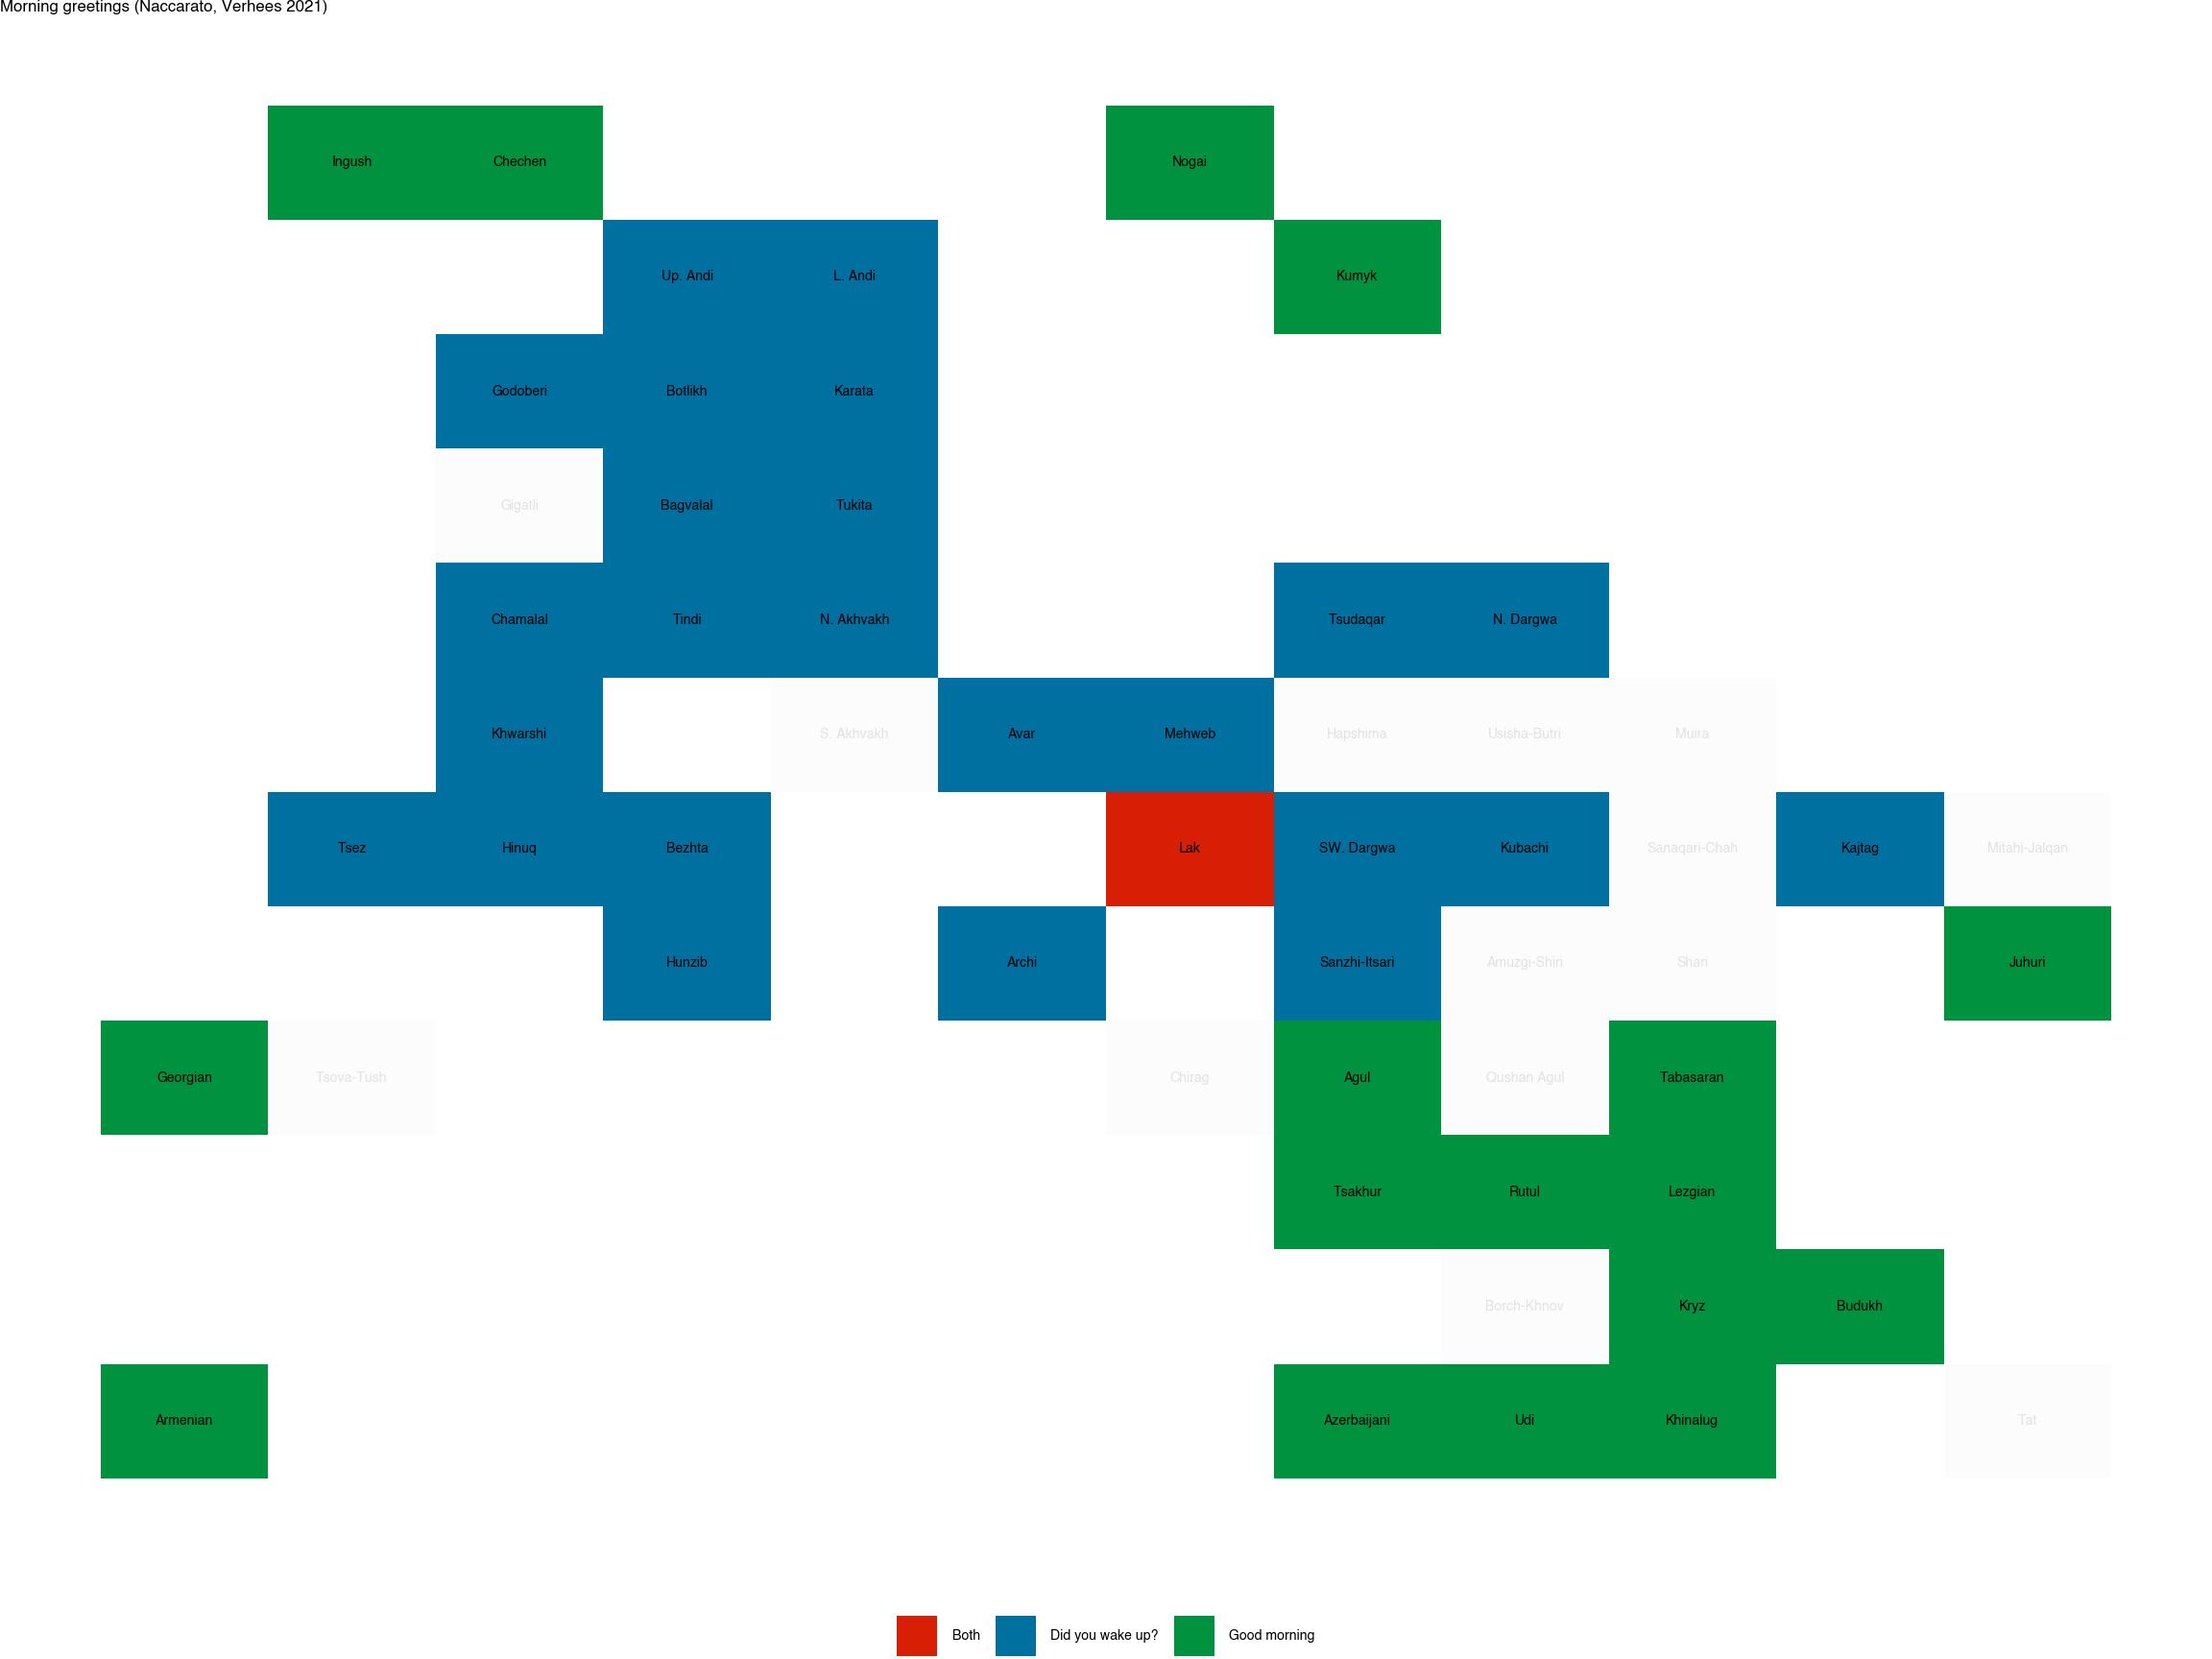 Morning greetings (Naccarato, Verhees 2021)
Ingush Chechen Nogai
Up. Andi L. Andi Kumyk
Godoberi Botlikh Karata
Gigatli Bagvalal Tukita
Chamalal Tindi N. Akhvakh Tsudaqar N. Dargwa
Khwarshi S. Akhvakh Avar Mehweb Hapshima Usisha-Butri Muira
Tsez Hinuq Bezhta Lak SW. Dargwa Kubachi Sanaqari-Chah Kajtag Mitahi-Jalqan
Hunzib Archi Sanzhi-Itsari Amuzgi-Shiri Shari Juhuri
Georgian Tsova-Tush Chirag Agul Qushan Agul Tabasaran
Tsakhur Rutul Lezgian
Borch-Khnov Kryz Budukh
Armenian Azerbaijani Udi Khinalug Tat
Both Did you wake up? Good morning